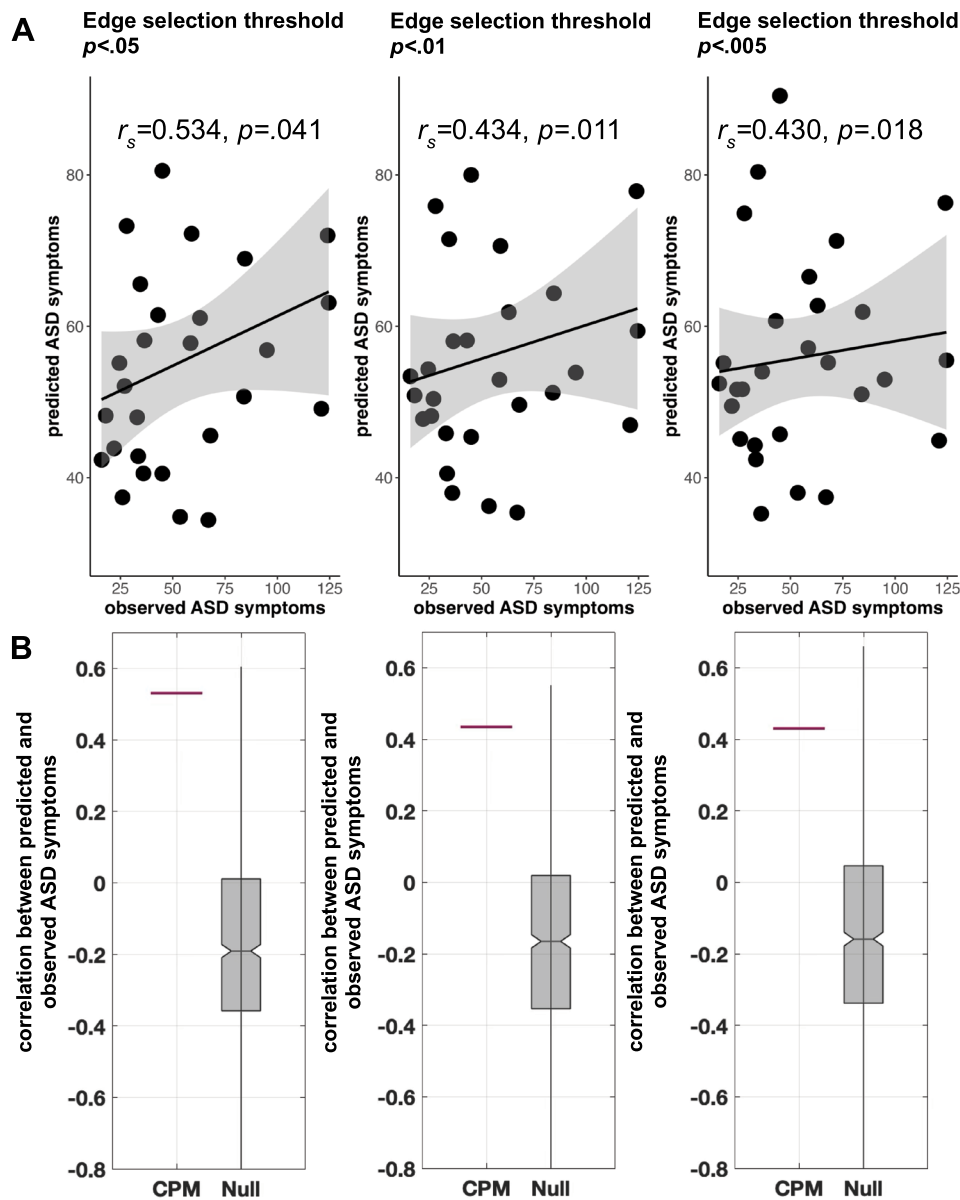 A
Edge selection threshold
p<.05
Edge selection threshold
p<.01
Edge selection threshold
p<.005
rs=0.534, p=.041
rs=0.434, p=.011
rs=0.430, p=.018
predicted ASD symptoms
80
60
40
25 50 75 100 125
observed ASD symptoms
predicted ASD symptoms
80
60
40
25 50 75 100 125
observed ASD symptoms
predicted ASD symptoms
80
60
40
25 50 75 100 125
observed ASD symptoms
B
correlation between predicted and
observed ASD symptoms
0.6
0.4
0.2
0
-0.2
-0.4
-0.6
-0.8
CPM Null
correlation between predicted and
observed ASD symptoms
0.6
0.4
0.2
0
-0.2
-0.4
-0.6
-0.8
CPM Null
correlation between predicted and
observed ASD symptoms
0.6
0.4
0.2
0
-0.2
-0.4
-0.6
-0.8
CPM Null